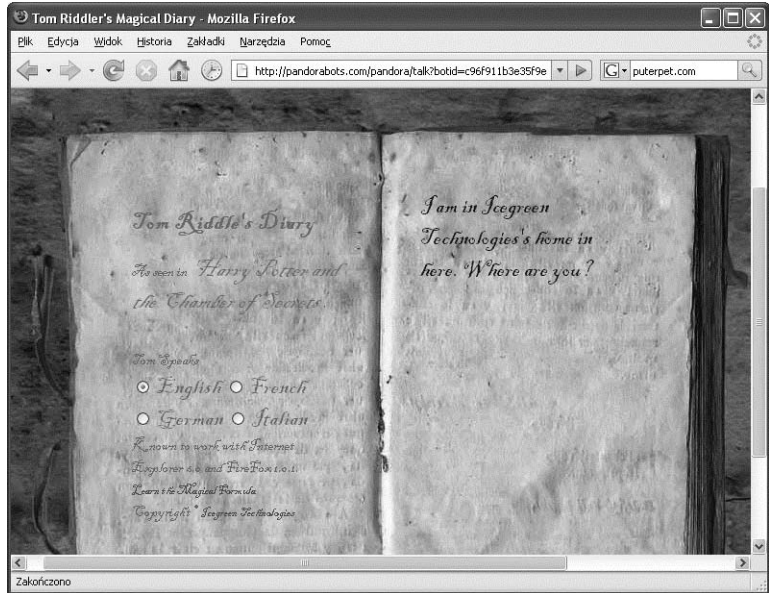 Tom Riddler's Magical Diary - Mozilla Firefox
Plik Edycja Widok Historia Zakładki Narzędzia Pomoc
http://pandorabots.com/pandora/talk?botid=c96f911b3e35f9e G puterpet.com
Tom Riddle's Diary
As seen in Harry Potter and
the Chamber of Secrets.
Tom Speaks
English French
German Italian
Known to work with Internet
Explorer 6.0 and FireFox 1.0.1.
Learn the Magical Formula
Copyright Icegreen Technologies
I am in Icegreen
Technologies's home in
here. Where are you?
Zakończono